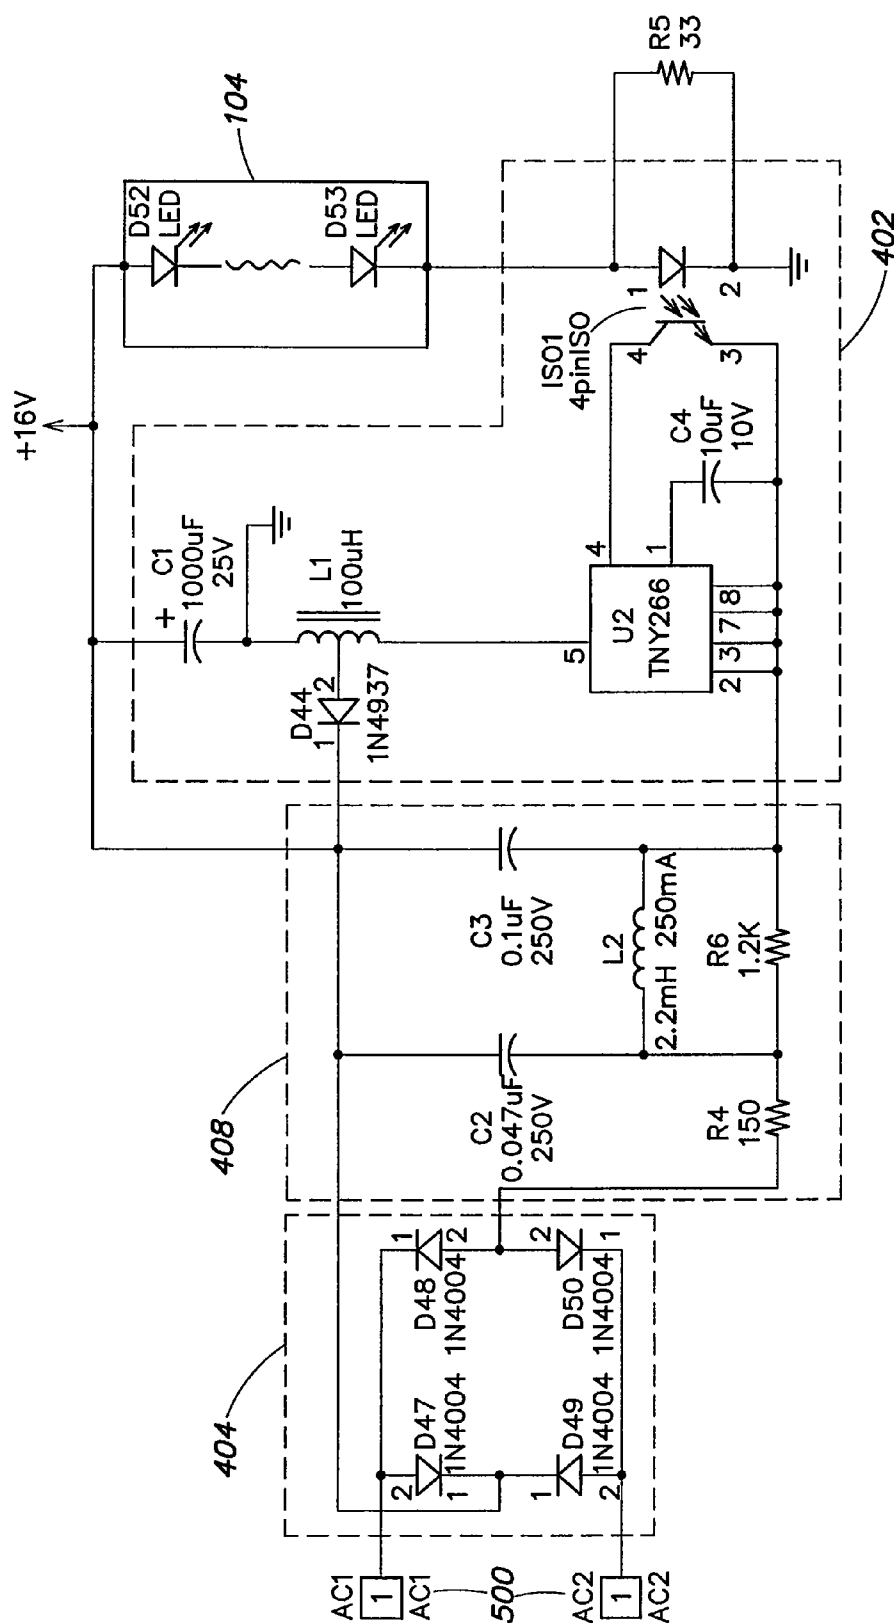 AC1
1
AC1
500
AC2
1
AC2
404
D47
1N4004
2
1
D48
1N4004
1
2
D49
1N4004
1
2
D50
1N4004
2
1
408
C2
0.047uF
250V
C3
0.1uF
250V
L2
2.2mH 250mA
R4
150
R6
1.2K
+16V
C1
1000uF
25V
+
L1
100uH
D44
1 2
1N4937
5
U2
TNY266
4
1
2 3 7 8
C4
10uF
10V
ISO1
4pinISO
4
3
1
2
402
D52
LED
D53
LED
104
R5
33